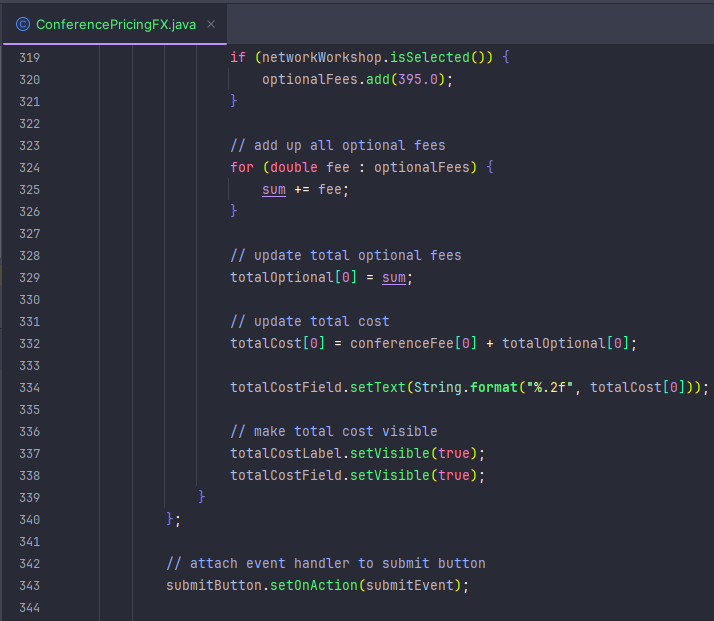 ConferencePricingFX.java
319 if (networkWorkshop.isSelected()) {
320 optionalFees.add(395.0);
321 }
322
323 // add up all optional fees
324 for (double fee : optionalFees) {
325 sum += fee;
326 }
327
328 // update total optional fees
329 totalOptional[0] = sum;
330
331 // update total cost
332 totalCost[0] = conferenceFee[0] + totalOptional[0];
333
334 totalCostField.setText(String.format("%.2f", totalCost[0]));
335
336 // make total cost visible
337 totalCostLabel.setVisible(true);
338 totalCostField.setVisible(true);
339 }
340 };
341
342 // attach event handler to submit button
343 submitButton.setOnAction(submitEvent);
344